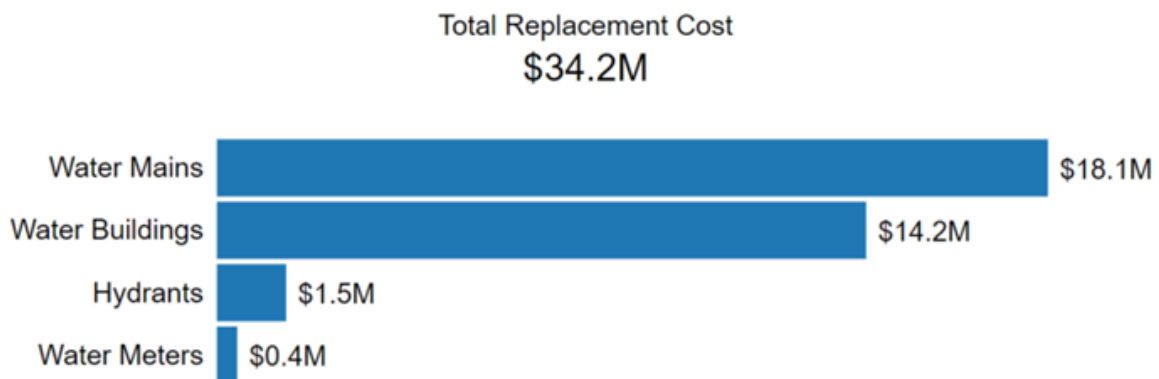 Total Replacement Cost
$34.2M
Water Mains $18.1M
Water Buildings $14.2M
Hydrants $1.5M
Water Meters $0.4M